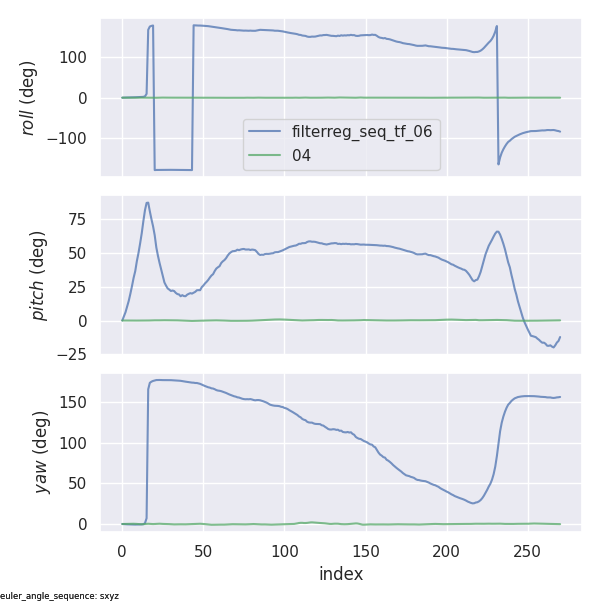 100
0
−100
roll (deg)
filterreg_seq_tf_06
04
75
50
25
0
−25
pitch (deg)
150
100
50
0
yaw (deg)
0 50 100 150 200 250
index
euler_angle_sequence: sxyz